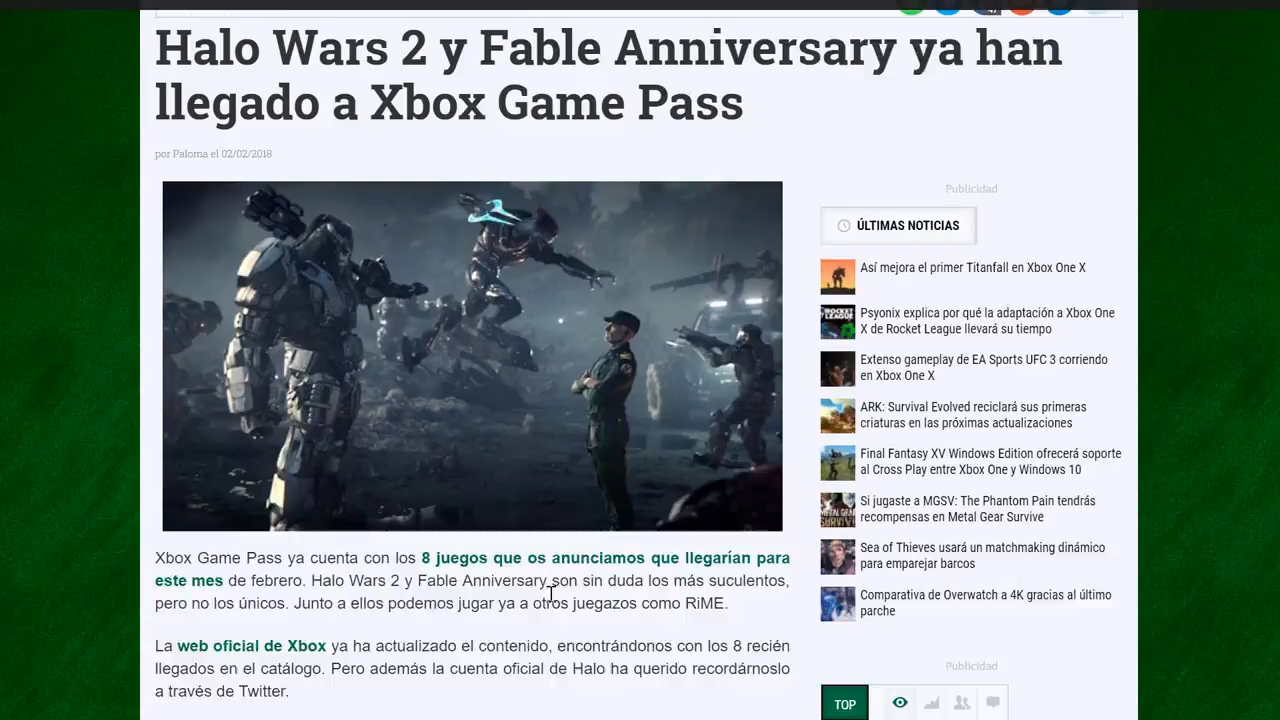 Halo Wars 2 y Fable Anniversary ya han
llegado a Xbox Game Pass
por Paloma el 02/02/2018
Publicidad
ÚLTIMAS NOTICIAS
Así mejora el primer Titanfall en Xbox One X
Psyonix explica por qué la adaptación a Xbox One
X de Rocket League llevará su tiempo
Extenso gameplay de EA Sports UFC 3 corriendo
en Xbox One X
ARK: Survival Evolved reciclará sus primeras
criaturas en las próximas actualizaciones
Final Fantasy XV Windows Edition ofrecerá soporte
al Cross Play entre Xbox One y Windows 10
Si jugaste a MGSV: The Phantom Pain tendrás
recompensas en Metal Gear Survive
Sea of Thieves usará un matchmaking dinámico
para emparejar barcos
Comparativa de Overwatch a 4K gracias al último
parche
Xbox Game Pass ya cuenta con los 8 juegos que os anunciamos que llegarían para
este mes de febrero. Halo Wars 2 y Fable Anniversary son sin duda los más suculentos,
pero no los únicos. Junto a ellos podemos jugar ya a otros juegazos como RiME.
La web oficial de Xbox ya ha actualizado el contenido, encontrándonos con los 8 recién
llegados en el catálogo. Pero además la cuenta oficial de Halo ha querido recordárnoslo
a través de Twitter.
Publicidad
TOP